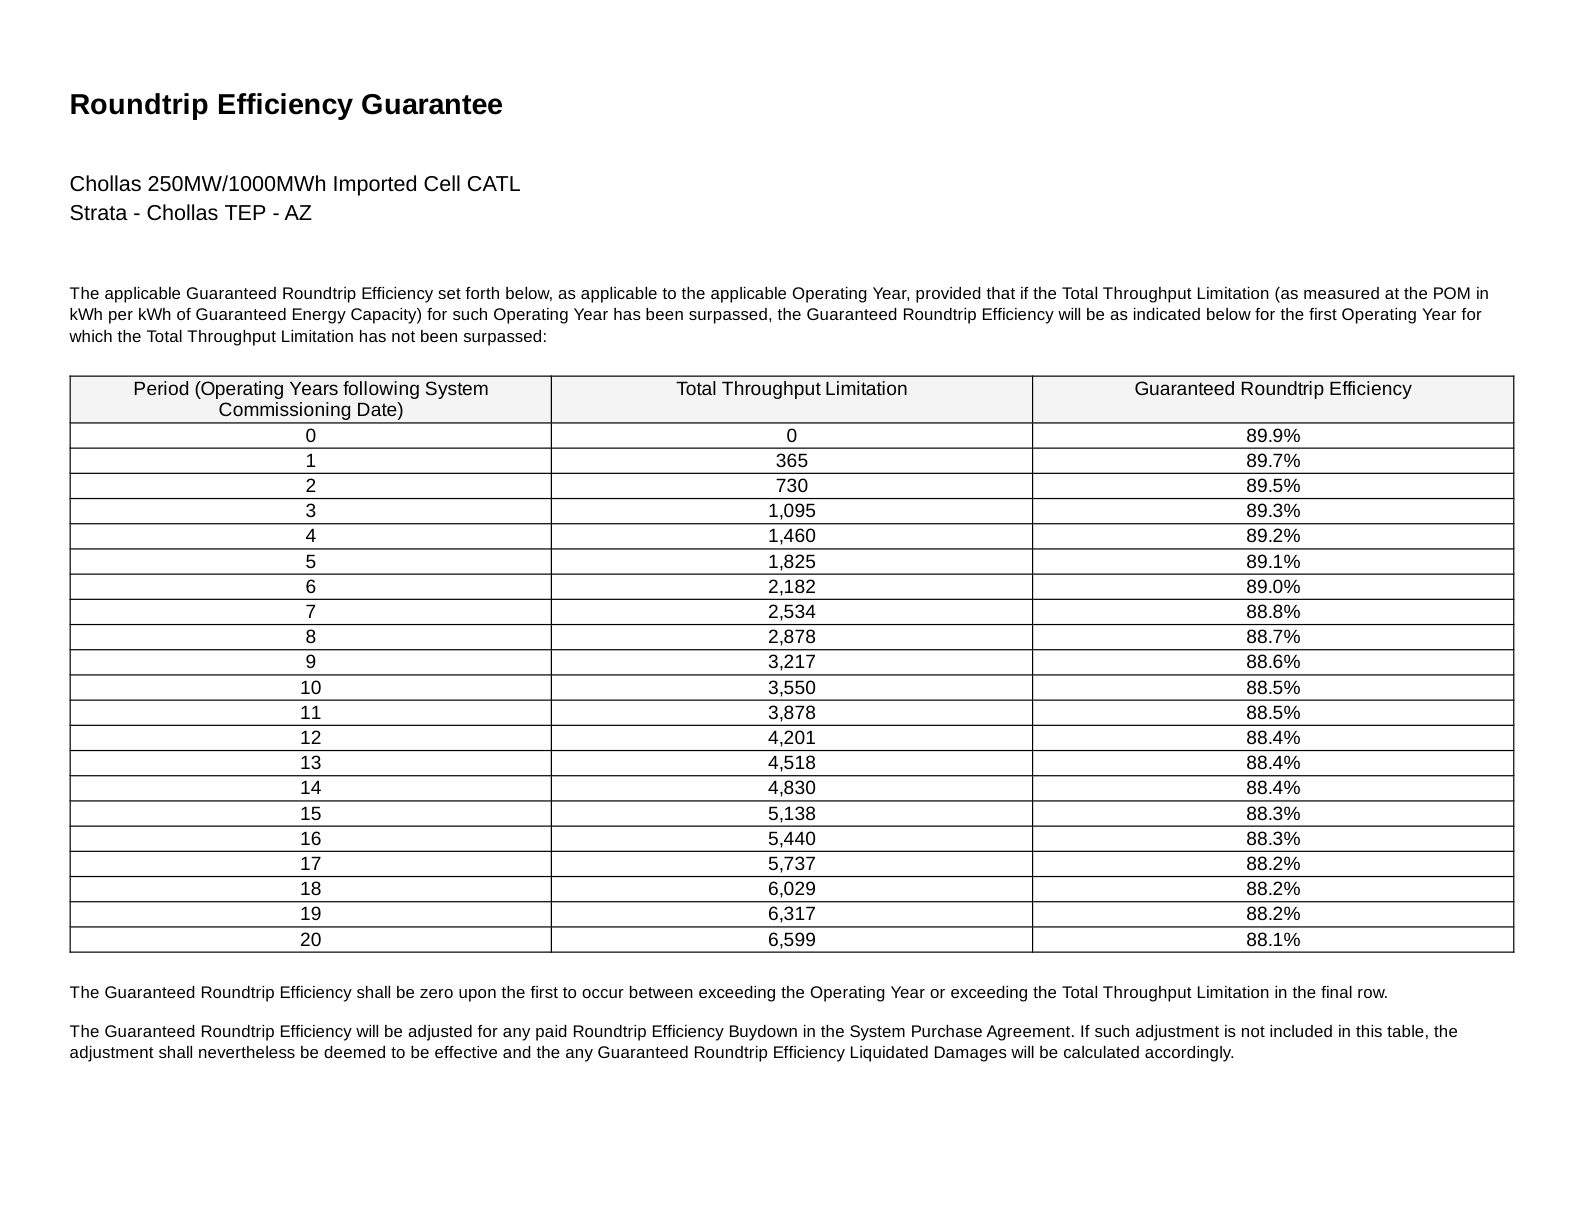 Roundtrip Efficiency Guarantee
Chollas 250MW/1000MWh Imported Cell CATL
Strata - Chollas TEP - AZ
The applicable Guaranteed Roundtrip Efficiency set forth below, as applicable to the applicable Operating Year, provided that if the Total Throughput Limitation (as measured at the POM in
kWh per kWh of Guaranteed Energy Capacity) for such Operating Year has been surpassed, the Guaranteed Roundtrip Efficiency will be as indicated below for the first Operating Year for
which the Total Throughput Limitation has not been surpassed:
Period (Operating Years following System Commissioning Date) Total Throughput Limitation Guaranteed Roundtrip Efficiency
0 0 89.9%
1 365 89.7%
2 730 89.5%
3 1,095 89.3%
4 1,460 89.2%
5 1,825 89.1%
6 2,182 89.0%
7 2,534 88.8%
8 2,878 88.7%
9 3,217 88.6%
10 3,550 88.5%
11 3,878 88.5%
12 4,201 88.4%
13 4,518 88.4%
14 4,830 88.4%
15 5,138 88.3%
16 5,440 88.3%
17 5,737 88.2%
18 6,029 88.2%
19 6,317 88.2%
20 6,599 88.1%
The Guaranteed Roundtrip Efficiency shall be zero upon the first to occur between exceeding the Operating Year or exceeding the Total Throughput Limitation in the final row.
The Guaranteed Roundtrip Efficiency will be adjusted for any paid Roundtrip Efficiency Buydown in the System Purchase Agreement. If such adjustment is not included in this table, the
adjustment shall nevertheless be deemed to be effective and the any Guaranteed Roundtrip Efficiency Liquidated Damages will be calculated accordingly.